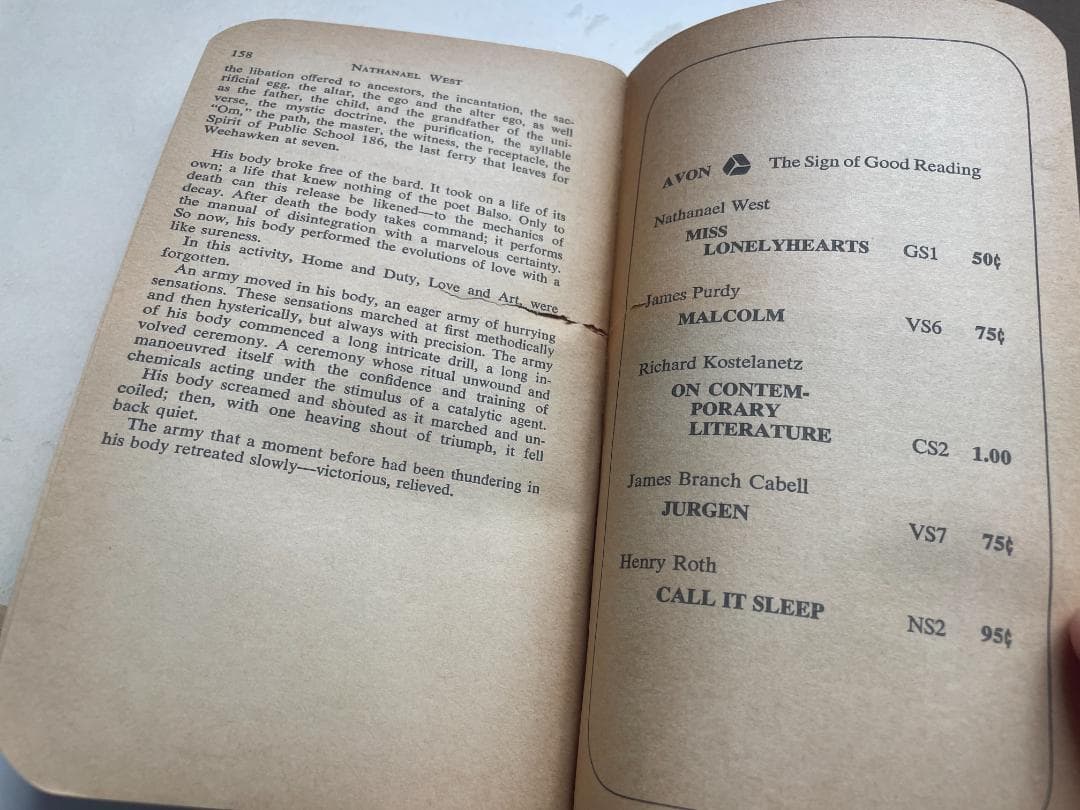 158
NATHANAEL WEST
the libation offered to ancestors, the incantation, the sac-
rificial egg, the altar, the ego and the alter ego, as well
as the father, the child, and the grandfather of the uni-
verse, the mystic doctrine, the purification, the syllable
"Om," the path, the master, the witness, the receptacle, the
Spirit of Public School 186, the last ferry that leaves for
Weehawken at seven.
His body broke free of the bard. It took on a life of its
own; a life that knew nothing of the poet Balso. Only to
death can this release be likened—to the mechanics of
decay. After death the body takes command; it performs
the manual of disintegration with a marvelous certainty.
So now, his body performed the evolutions of love with a
like sureness.
In this activity, Home and Duty, Love and Art, were
forgotten.
An army moved in his body, an eager army of hurrying
sensations. These sensations marched at first methodically
and then hysterically, but always with precision. The army
of his body commenced a long intricate drill, a long in-
volved ceremony. A ceremony whose ritual unwound and
manoeuvred itself with the confidence and training of
chemicals acting under the stimulus of a catalytic agent.
His body screamed and shouted as it marched and un-
coiled; then, with one heaving shout of triumph, it fell
back quiet.
The army that a moment before had been thundering in
his body retreated slowly—victorious, relieved.
AVON The Sign of Good Reading
Nathanael West
MISS
LONELYHEARTS GS1 50¢
James Purdy
MALCOLM VS6 75¢
Richard Kostelanetz
ON CONTEM-
PORARY
LITERATURE CS2 1.00
James Branch Cabell
JURGEN VS7 75¢
Henry Roth
CALL IT SLEEP NS2 95¢